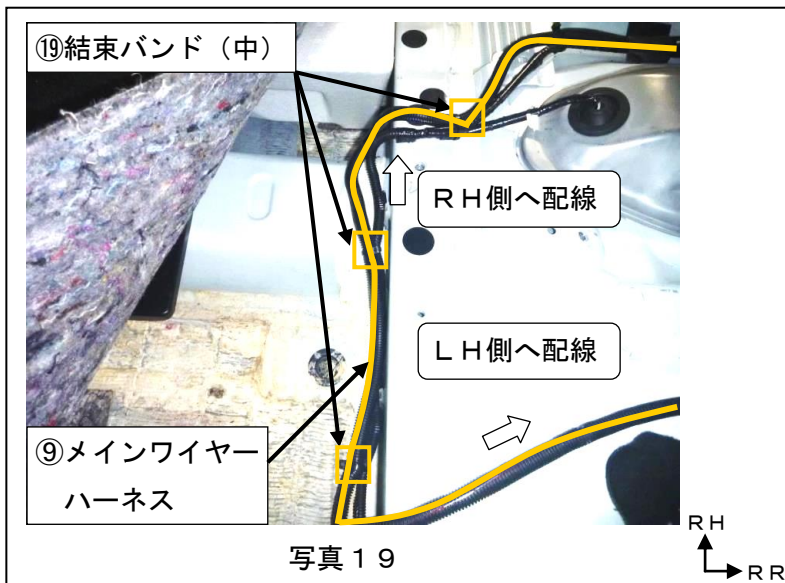 ⑲結束バンド（中）
ＲＨ側へ配線
ＬＨ側へ配線
⑨メインワイヤー
ハーネス
写真１９
ＲＨ
ＲＲ